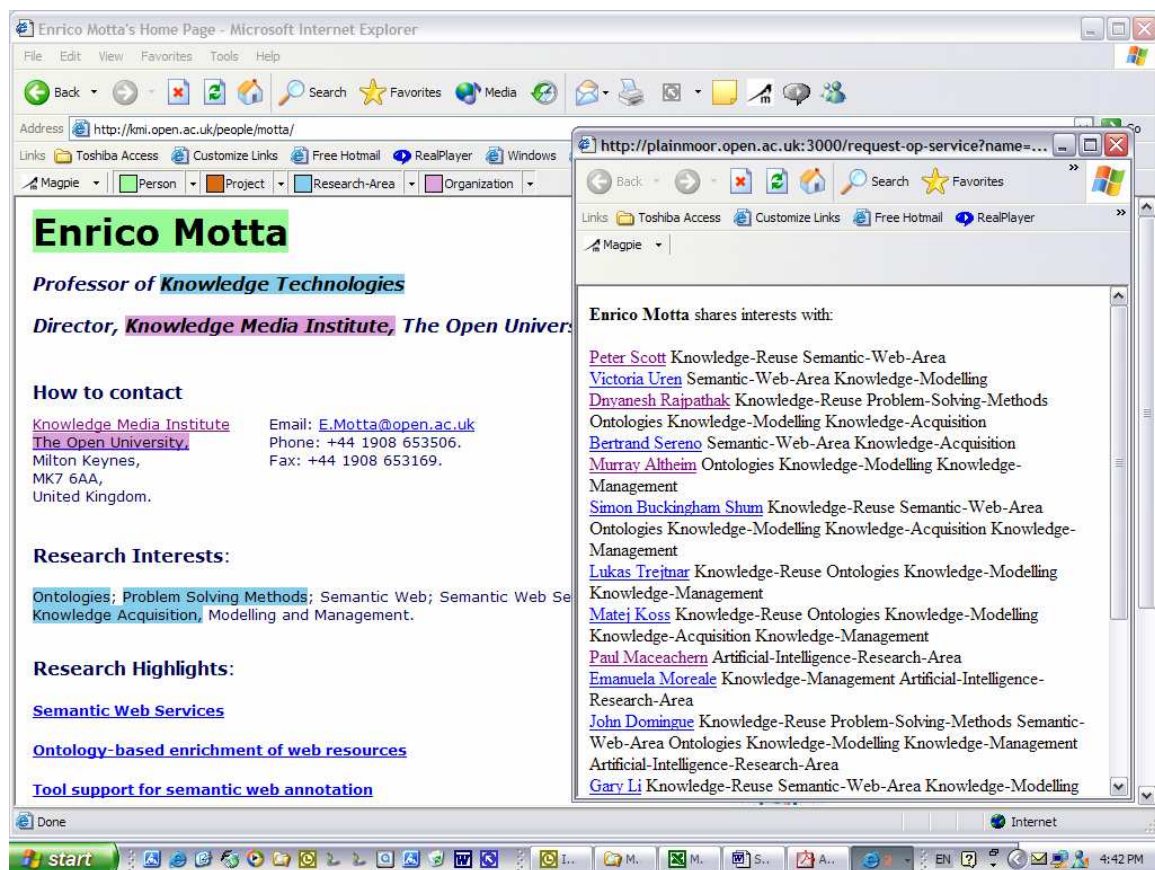 Enrico Motta's Home Page - Microsoft Internet Explorer
File Edit View Favorites Tools Help
Back Search Favorites Media
Address http://kmi.open.ac.uk/people/motta/ Go
Links Toshiba Access Customize Links Free Hotmail RealPlayer Windows
Magpie Person Project Research-Area Organization
Enrico Motta
Professor of Knowledge Technologies
Director, Knowledge Media Institute, The Open Univers
How to contact
Knowledge Media Institute Email: E.Motta@open.ac.uk
The Open University, Phone: +44 1908 653506.
Milton Keynes, Fax: +44 1908 653169.
MK7 6AA,
United Kingdom.
Research Interests:
Ontologies; Problem Solving Methods; Semantic Web; Semantic Web Se
Knowledge Acquisition, Modelling and Management.
Research Highlights:
Semantic Web Services
Ontology-based enrichment of web resources
Tool support for semantic web annotation
http://plainmoor.open.ac.uk:3000/request-op-service?name=...
Back Search Favorites »
Links Toshiba Access Customize Links Free Hotmail RealPlayer »
Magpie
Enrico Motta shares interests with:
Peter Scott Knowledge-Reuse Semantic-Web-Area
Victoria Uren Semantic-Web-Area Knowledge-Modelling
Dnyanesh Rajpathak Knowledge-Reuse Problem-Solving-Methods
Ontologies Knowledge-Modelling Knowledge-Acquisition
Bertrand Sereno Semantic-Web-Area Knowledge-Acquisition
Murray Altheim Ontologies Knowledge-Modelling Knowledge-
Management
Simon Buckingham Shum Knowledge-Reuse Semantic-Web-Area
Ontologies Knowledge-Modelling Knowledge-Acquisition Knowledge-
Management
Lukas Trejtnar Knowledge-Reuse Ontologies Knowledge-Modelling
Knowledge-Management
Matej Koss Knowledge-Reuse Ontologies Knowledge-Modelling
Knowledge-Acquisition Knowledge-Management
Paul Maceachern Artificial-Intelligence-Research-Area
Emanuela Moreale Knowledge-Management Artificial-Intelligence-
Research-Area
John Domingue Knowledge-Reuse Problem-Solving-Methods Semantic-
Web-Area Ontologies Knowledge-Modelling Knowledge-Management
Artificial-Intelligence-Research-Area
Gary Li Knowledge-Reuse Semantic-Web-Area Knowledge-Modelling
Done Internet
start I... M. M. S.. A.. EN 4:42 PM